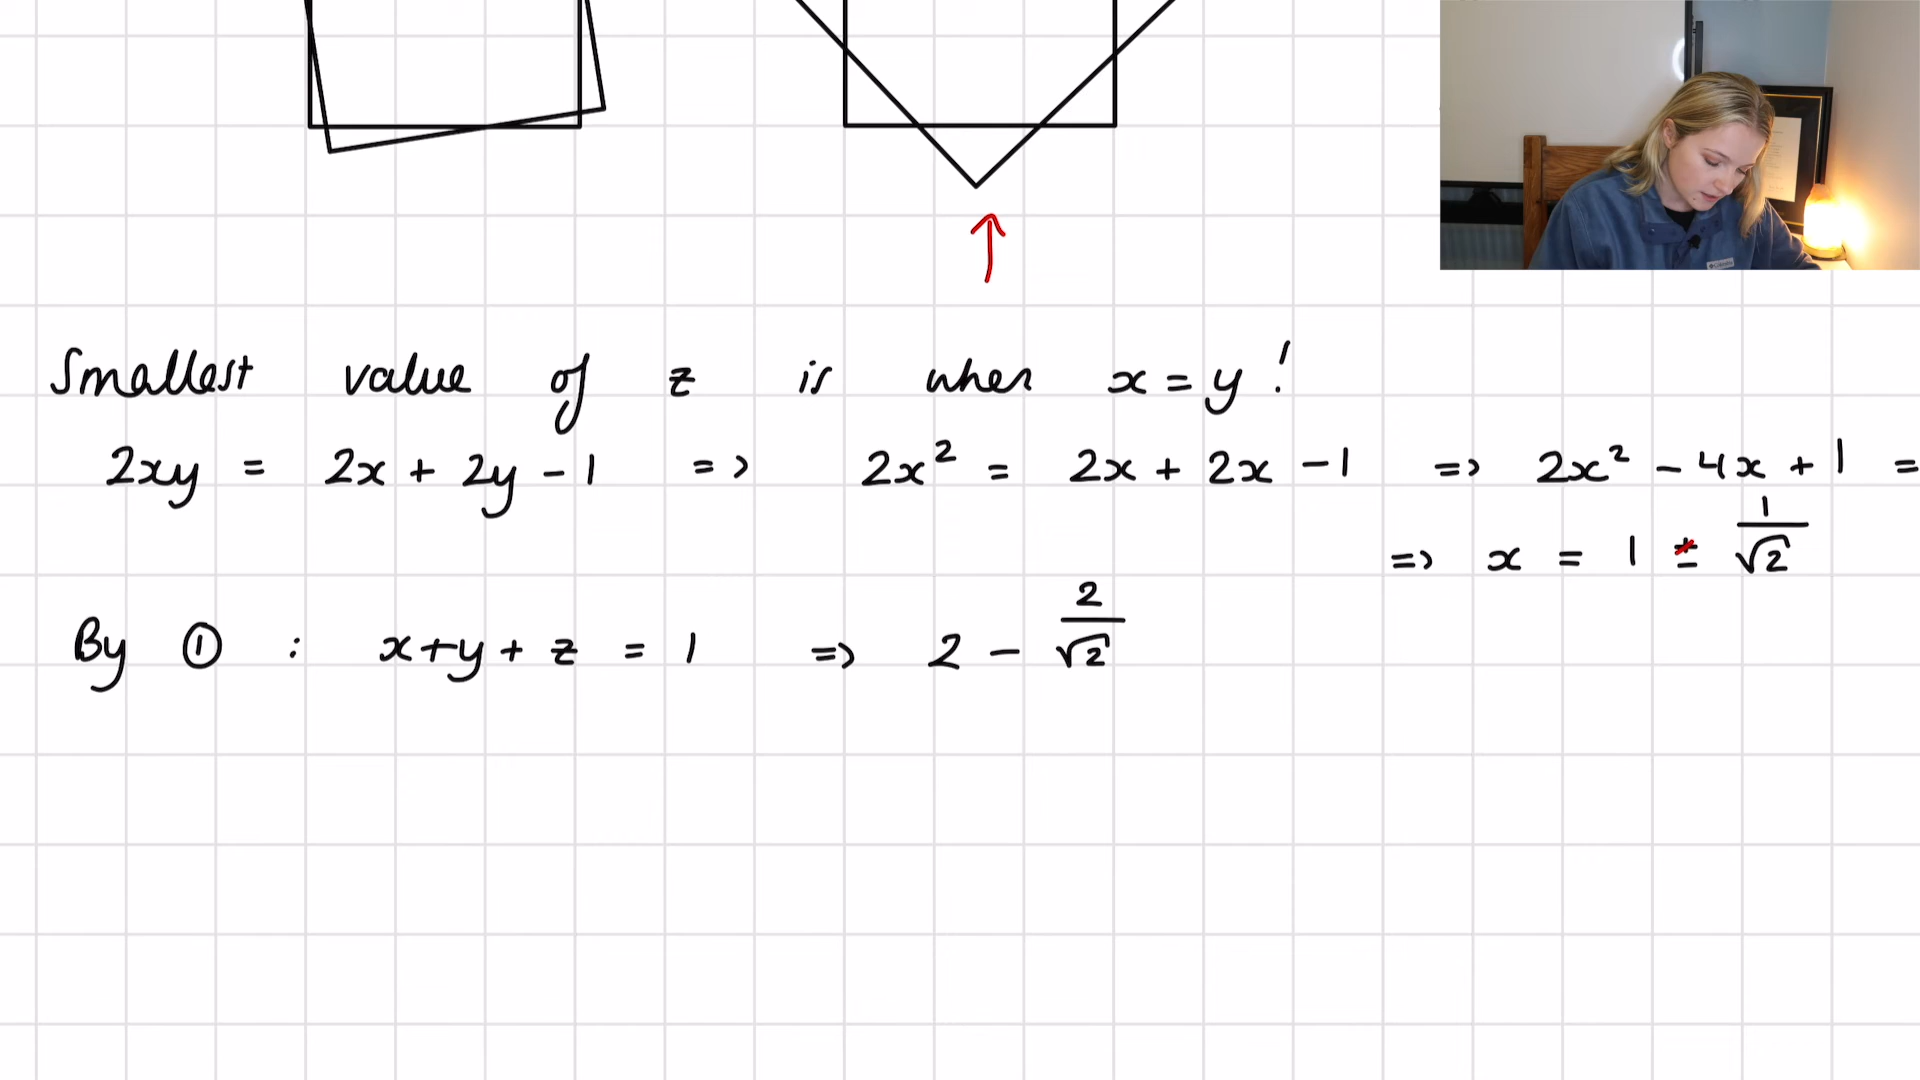 Smallest value of z is when x = y !
2xy = 2x + 2y - 1 => 2x² = 2x + 2x - 1 => 2x² - 4x + 1 =
=> x = 1 ± 1/√2
By ① : x + y + z = 1 => 2 - 2/√2